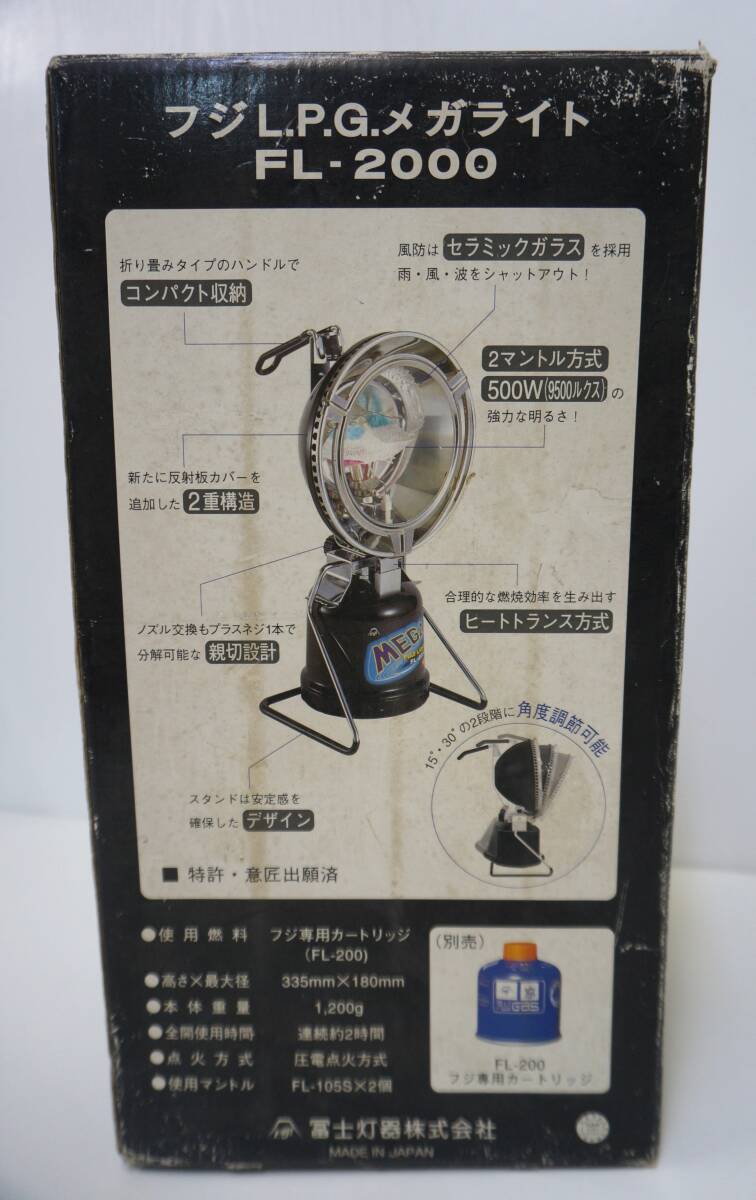 フジ L.P.G.メガライト
FL-2000
折り畳みタイプのハンドルで
コンパクト収納
風防は セラミックガラス を採用
雨・風・波をシャットアウト!
2マントル方式
500W(9500ルクス) の
強力な明るさ!
新たに反射板カバーを
追加した 2重構造
ノズル交換もプラスネジ1本で
分解可能な 親切設計
合理的な燃焼効率を生み出す
ヒートトランス方式
MEGA
15°・30°の2段階に角度調節可能
スタンドは安定感を
確保した デザイン
■ 特許・意匠出願済
●使用燃料 フジ専用カートリッジ
(FL-200)
●高さ×最大径 335mm×180mm
●本体重量 1,200g
●全開使用時間 連続約2時間
●点火方式 圧電点火方式
●使用マントル FL-105S×2個
(別売)
FL-200
フジ専用カートリッジ
冨士灯器株式会社
MADE IN JAPAN